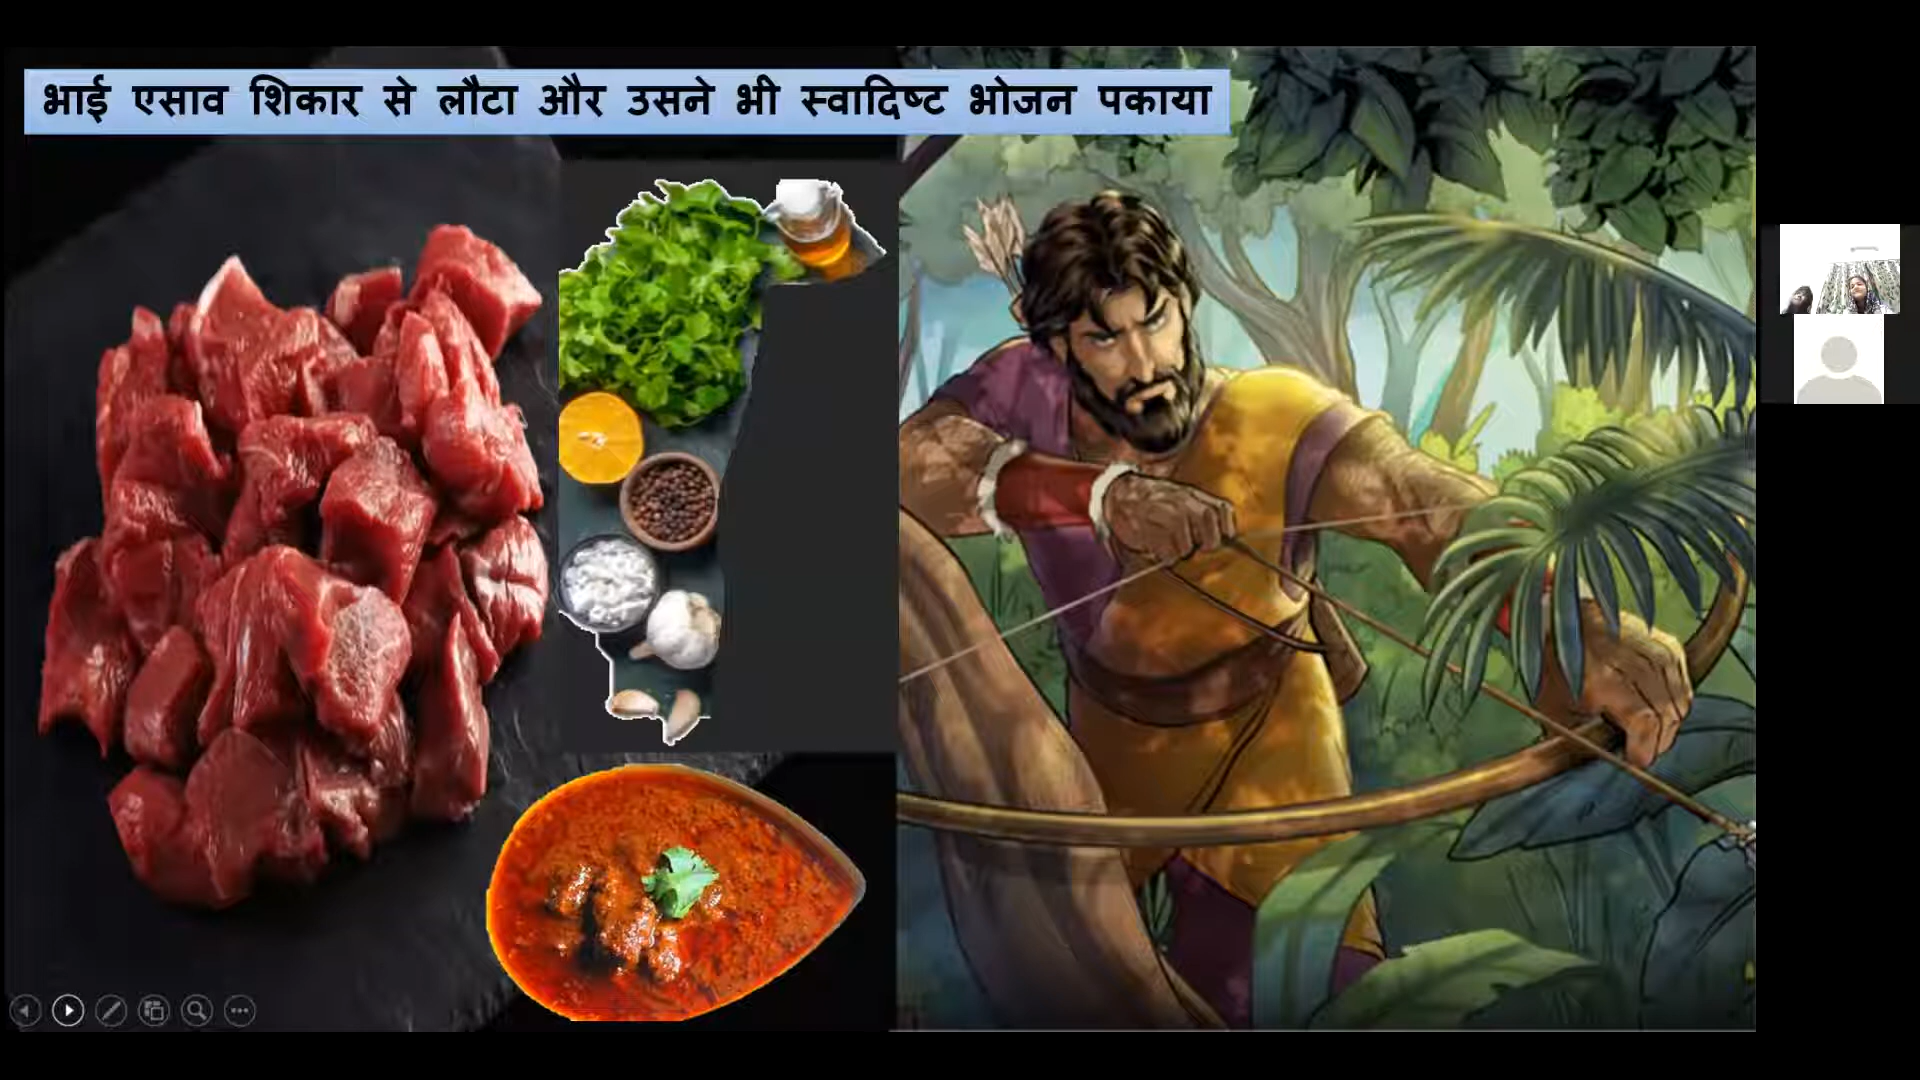 भाई एसाव शिकार से लौटा और उसने भी स्वादिष्ट भोजन पकाया